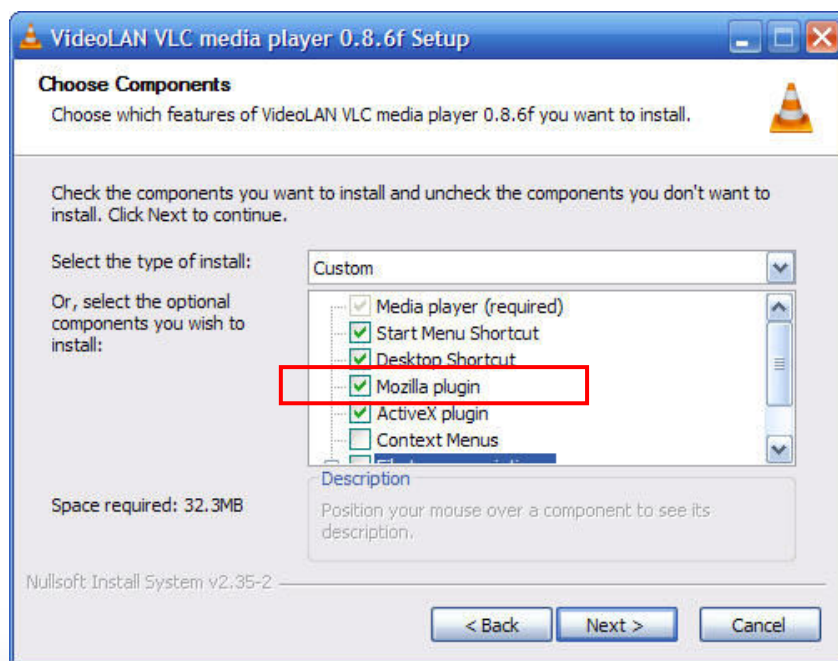 VideoLAN VLC media player 0.8.6f Setup
Choose Components
Choose which features of VideoLAN VLC media player 0.8.6f you want to install.
Check the components you want to install and uncheck the components you don't want to
install. Click Next to continue.
Select the type of install:
Custom
Or, select the optional
components you wish to
install:
Media player (required)
Start Menu Shortcut
Desktop Shortcut
Mozilla plugin
ActiveX plugin
Context Menus
Space required: 32.3MB
Description
Position your mouse over a component to see its
description.
Nullsoft Install System v2.35-2
< Back
Next >
Cancel